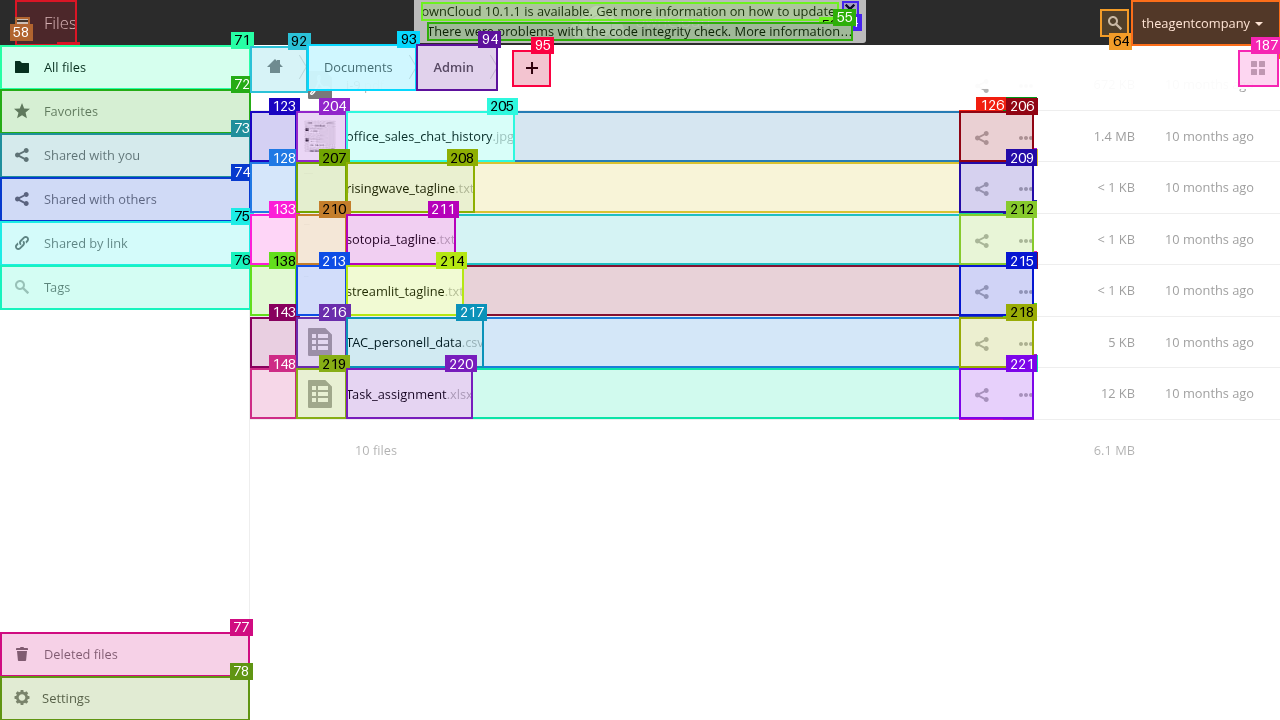 Files
ownCloud 10.1.1 is available. Get more information on how to update.
There were problems with the code integrity check. More information…
theagentcompany
58
55
64
71
92
93
94
95
187
All files
Documents
Admin
+
72
Favorites
73
Shared with you
74
Shared with others
75
Shared by link
76
Tags
123
204
205
126
206
office_sales_chat_history.jpg
1.4 MB
10 months ago
128
207
208
209
risingwave_tagline.txt
< 1 KB
10 months ago
133
210
211
212
sotopia_tagline.txt
< 1 KB
10 months ago
138
213
214
215
streamlit_tagline.txt
< 1 KB
10 months ago
143
216
217
218
TAC_personell_data.csv
5 KB
10 months ago
148
219
220
221
Task_assignment.xlsx
12 KB
10 months ago
10 files
6.1 MB
77
Deleted files
78
Settings